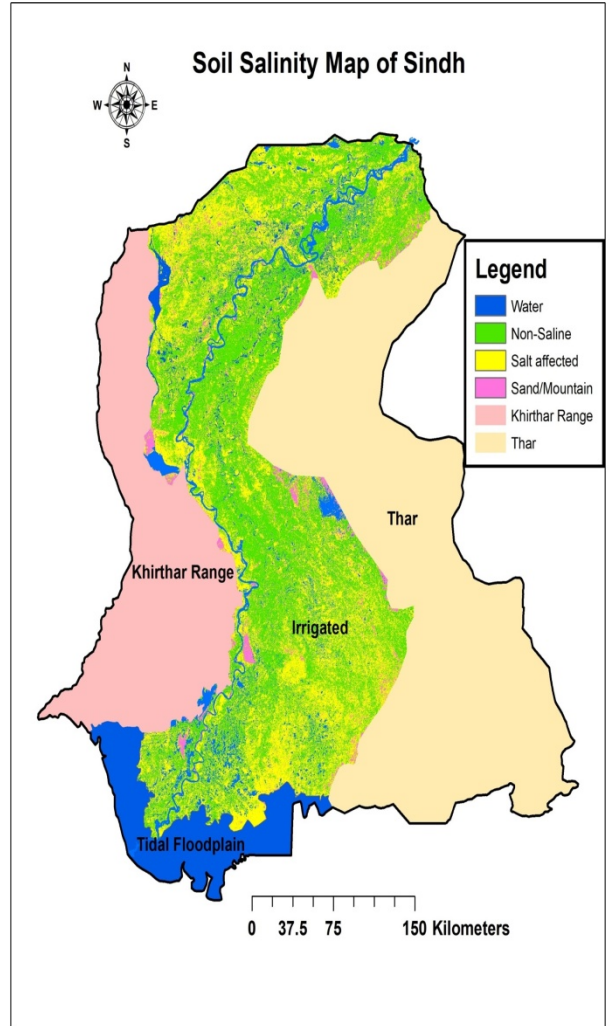 Soil Salinity Map of Sindh
N
W E
S
Legend
Water
Non-Saline
Salt affected
Sand/Mountain
Khirthar Range
Thar
Thar
Khirthar Range
Irrigated
Tidal Floodplain
0 37.5 75 150 Kilometers